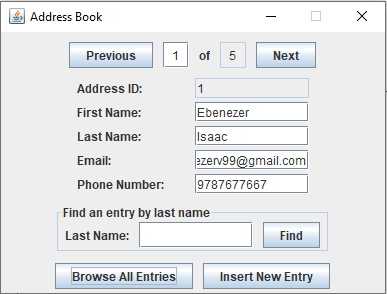 Address Book
Previous 1 of 5 Next
Address ID: 1
First Name: Ebenezer
Last Name: Isaac
Email: ezerv99@gmail.com
Phone Number: 9787677667
Find an entry by last name
Last Name: Find
Browse All Entries Insert New Entry